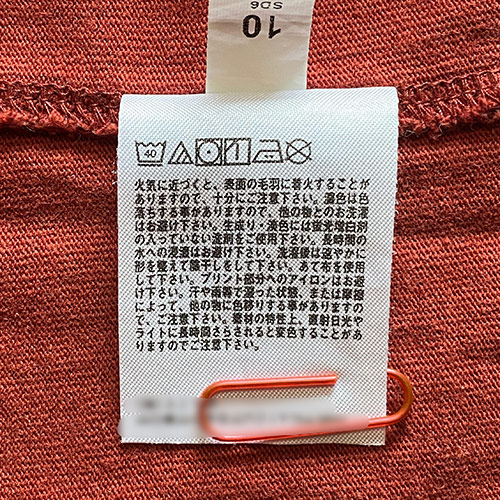 10
40
火気に近づくと、表面の毛羽に着火することが
ありますので、十分にご注意下さい。濃色は色
落ちする事がありますので、他の物とのお洗濯
はお避け下さい。生成り・淡色には蛍光増白剤
の入っていない洗剤をご使用下さい。長時間の
水への浸漬はお避け下さい。洗濯後は速やかに
形を整えて陰干しをして下さい。あて布を使用
して下さい。プリント部分へのアイロンはお避
け下さい。汗や雨等で湿った状態、または摩擦
によって、他の物に色移りする事がありますの
でご注意下さい。素材の特性上、直射日光や
ライトに長時間さらされると変色することがあ
りますのでご注意下さい。